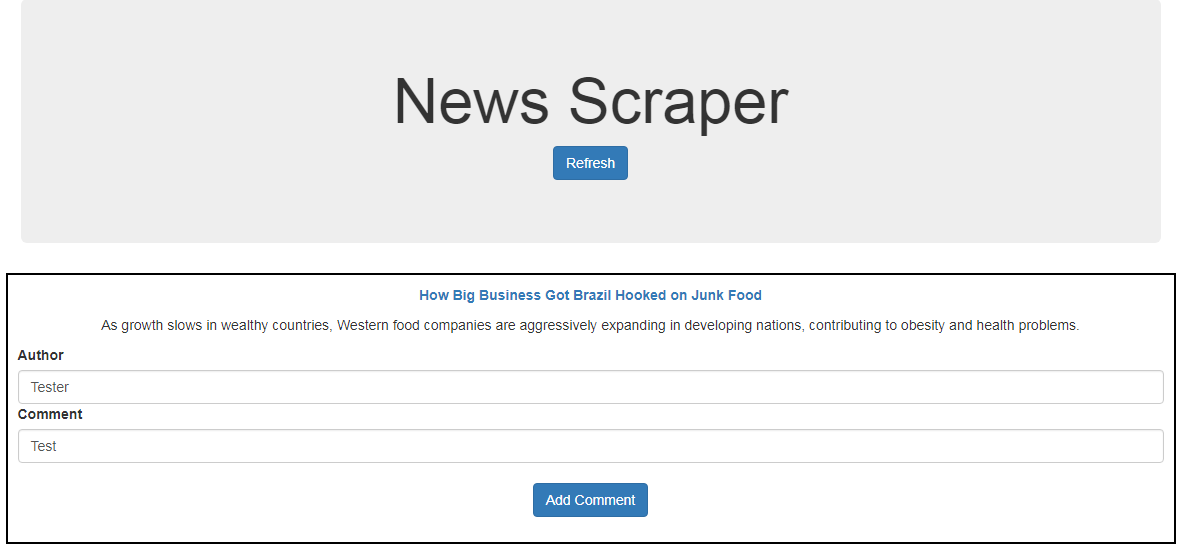 News Scraper
Refresh
How Big Business Got Brazil Hooked on Junk Food
As growth slows in wealthy countries, Western food companies are aggressively expanding in developing nations, contributing to obesity and health problems.
Author
Tester
Comment
Test
Add Comment